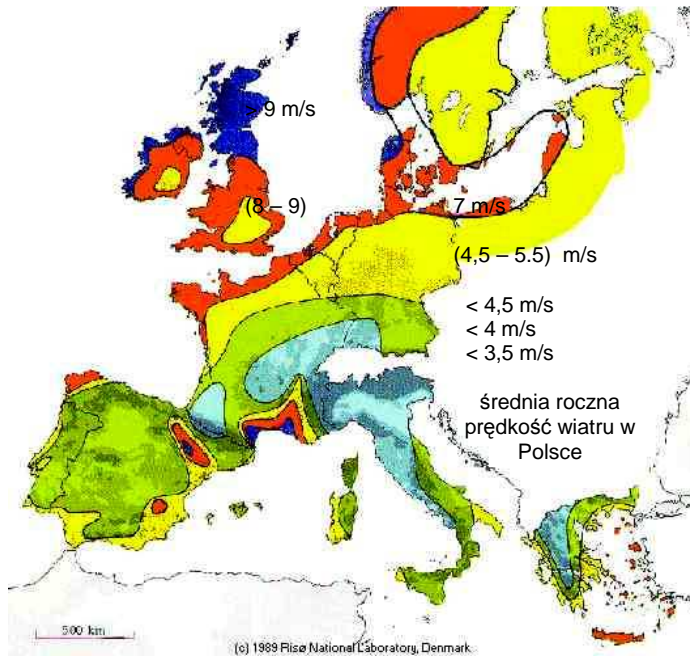 > 9 m/s
(8 – 9)
7 m/s
(4,5 – 5.5) m/s
< 4,5 m/s
< 4 m/s
< 3,5 m/s
średnia roczna
prędkość wiatru w
Polsce
500 km
(c) 1989 Risø National Laboratory, Denmark